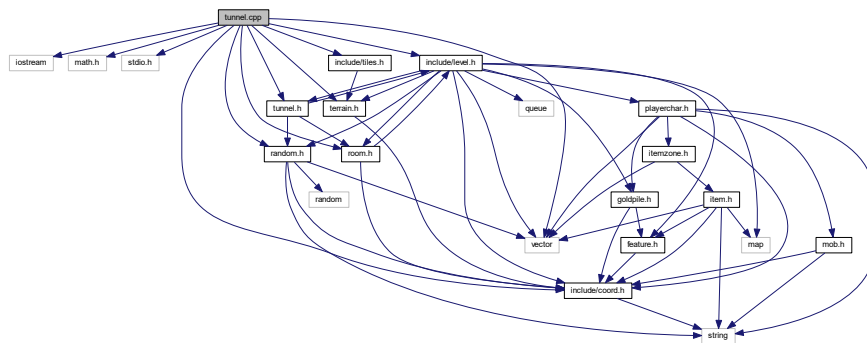 tunnel.cpp
iostream
math.h
stdio.h
include/tiles.h
include/level.h
tunnel.h
terrain.h
queue
playerchar.h
random.h
room.h
itemzone.h
random
goldpile.h
item.h
vector
feature.h
map
mob.h
include/coord.h
string